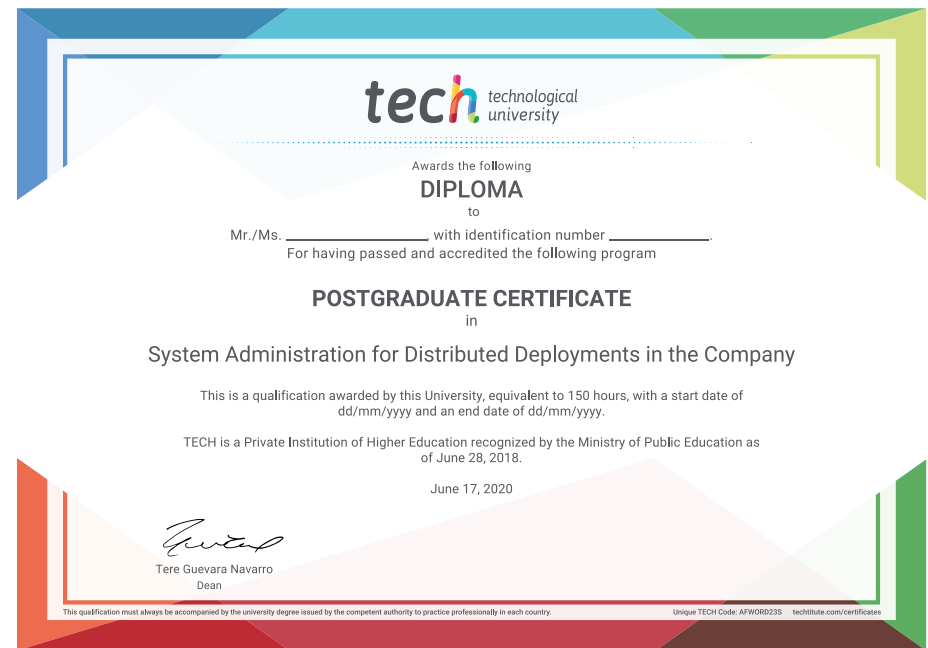 tech technological
university
Awards the following
DIPLOMA
to
Mr./Ms. ____________, with identification number ____________.
For having passed and accredited the following program
POSTGRADUATE CERTIFICATE
in
System Administration for Distributed Deployments in the Company
This is a qualification awarded by this University, equivalent to 150 hours, with a start date of
dd/mm/yyyy and an end date of dd/mm/yyyy.
TECH is a Private Institution of Higher Education recognized by the Ministry of Public Education as
of June 28, 2018.
June 17, 2020
Tere Guevara Navarro
Dean
This qualification must always be accompanied by the university degree issued by the competent authority to practice professionally in each country. Unique TECH Code: AFWORD23S techtitute.com/certificates